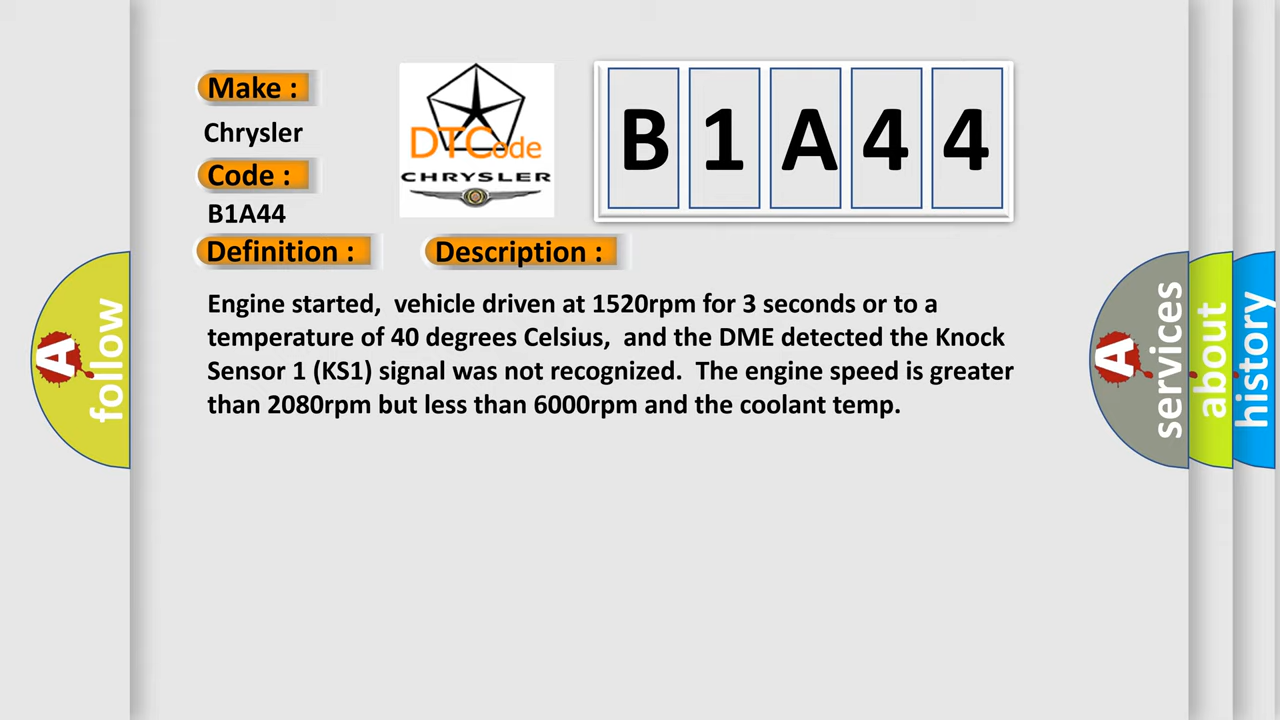 Make :
Chrysler
Code :
B1A44
Definition :
Description :
DTCode
CHRYSLER
B 1 A 4 4
Engine started,  vehicle driven at 1520rpm for 3 seconds or to a
temperature of 40 degrees Celsius,  and the DME detected the Knock
Sensor 1 (KS1) signal was not recognized  The engine speed is greater
than 2080rpm but less than 6000rpm and the coolant temp.
A follow
A services
about
history